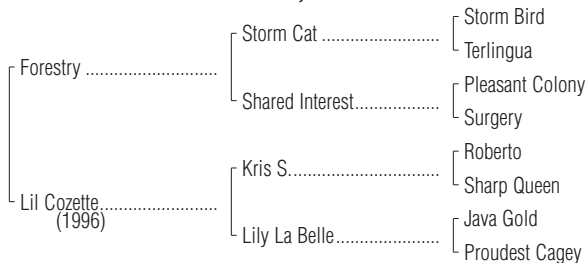 Storm Bird
Storm Cat ........................
Terlingua
Forestry ...........................
Pleasant Colony
Shared Interest.................
Surgery
Roberto
Kris S..............................
Sharp Queen
Lil Cozette........................
(1996)
Java Gold
Lily La Belle.....................
Proudest Cagey